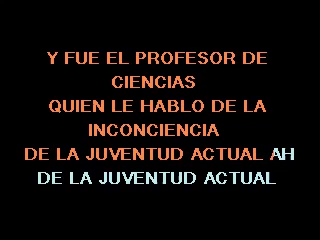 Y FUE EL PROFESOR DE
CIENCIAS
QUIEN LE HABLO DE LA
INCONCIENCIA
DE LA JUVENTUD ACTUAL AH
DE LA JUVENTUD ACTUAL